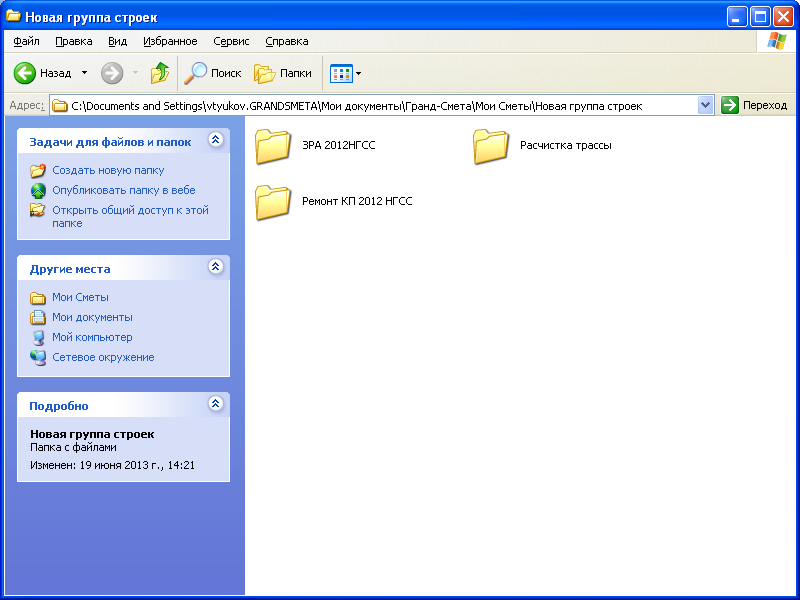 Новая группа строек
Файл Правка Вид Избранное Сервис Справка
Назад Поиск Папки
Адрес: C:\Documents and Settings\vtyukov.GRANDSMETA\Мои документы\Гранд-Смета\Мои Сметы\Новая группа строек Переход
Задачи для файлов и папок
Создать новую папку
Опубликовать папку в вебе
Открыть общий доступ к этой
папке
Другие места
Мои Сметы
Мои документы
Мой компьютер
Сетевое окружение
Подробно
Новая группа строек
Папка с файлами
Изменен: 19 июня 2013 г., 14:21
ЗРА 2012НГСС
Расчистка трассы
Ремонт КП 2012 НГСС